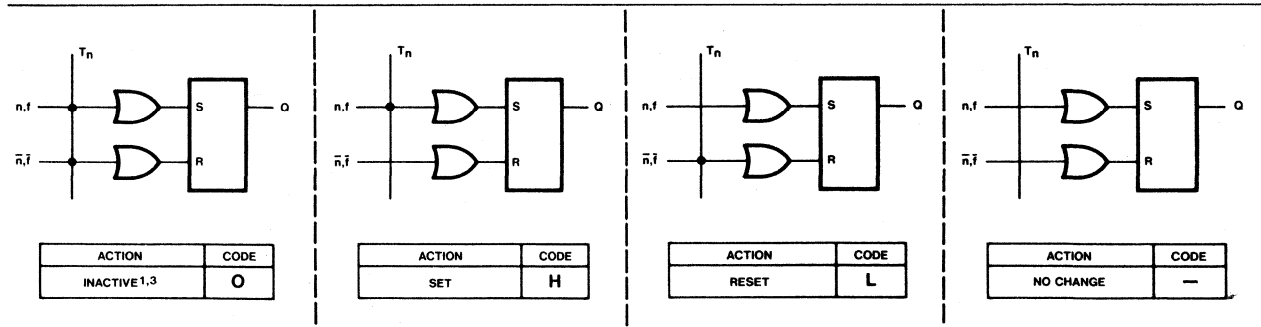 Tn
n,f
S
Q
n̅,f̅
R
ACTION CODE
INACTIVE1,3 O
Tn
n,f
S
Q
n̅,f̅
R
ACTION CODE
SET H
Tn
n,f
S
Q
n̅,f̅
R
ACTION CODE
RESET L
Tn
n,f
S
Q
n̅,f̅
R
ACTION CODE
NO CHANGE —